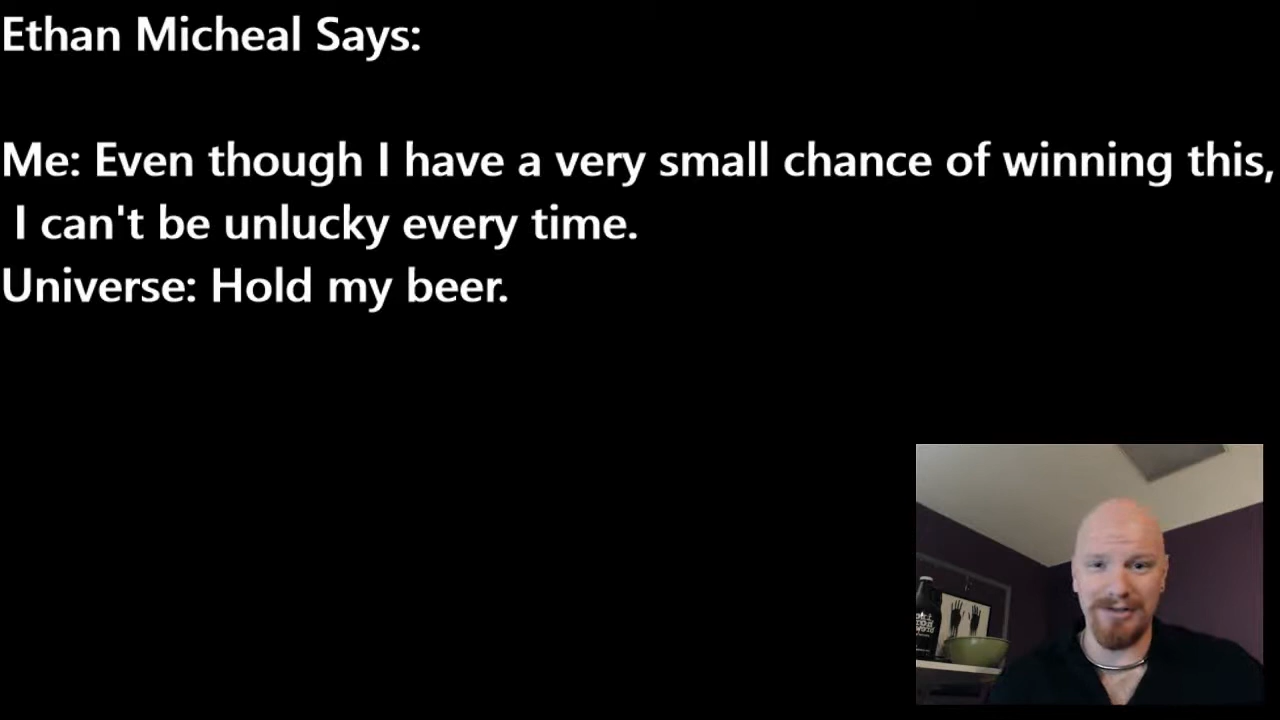 Ethan Micheal Says:
Me: Even though I have a very small chance of winning this,
I can't be unlucky every time.
Universe: Hold my beer.